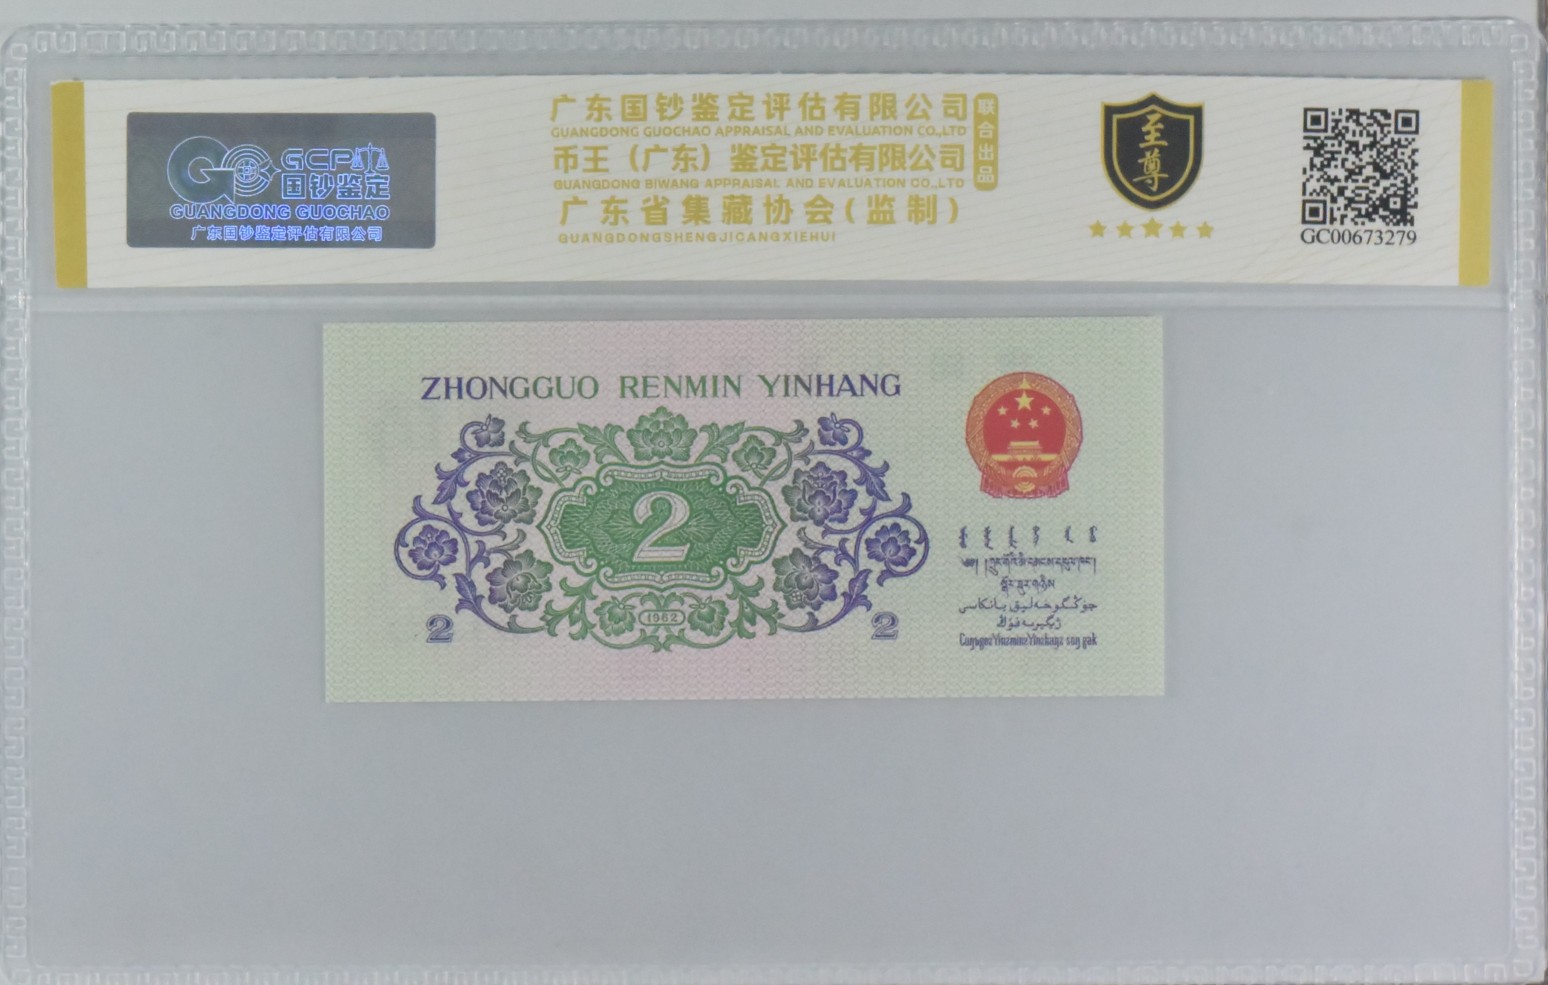 GCP
国钞鉴定
GUANGDONG GUOCHAO
广东国钞鉴定评估有限公司
广东国钞鉴定评估有限公司
GUANGDONG GUOCHAO APPRAISAL AND EVALUATION CO.,LTD
币王（广东）鉴定评估有限公司
GUANGDONG BIWANG APPRAISAL AND EVALUATION CO.,LTD
联合出品
广东省集藏协会(监制)
GUANGDONGSHENGJICANGXIEHUI
至尊
GC00673279
ZHONGGUO RENMIN YINHANG
2
2
2
1962